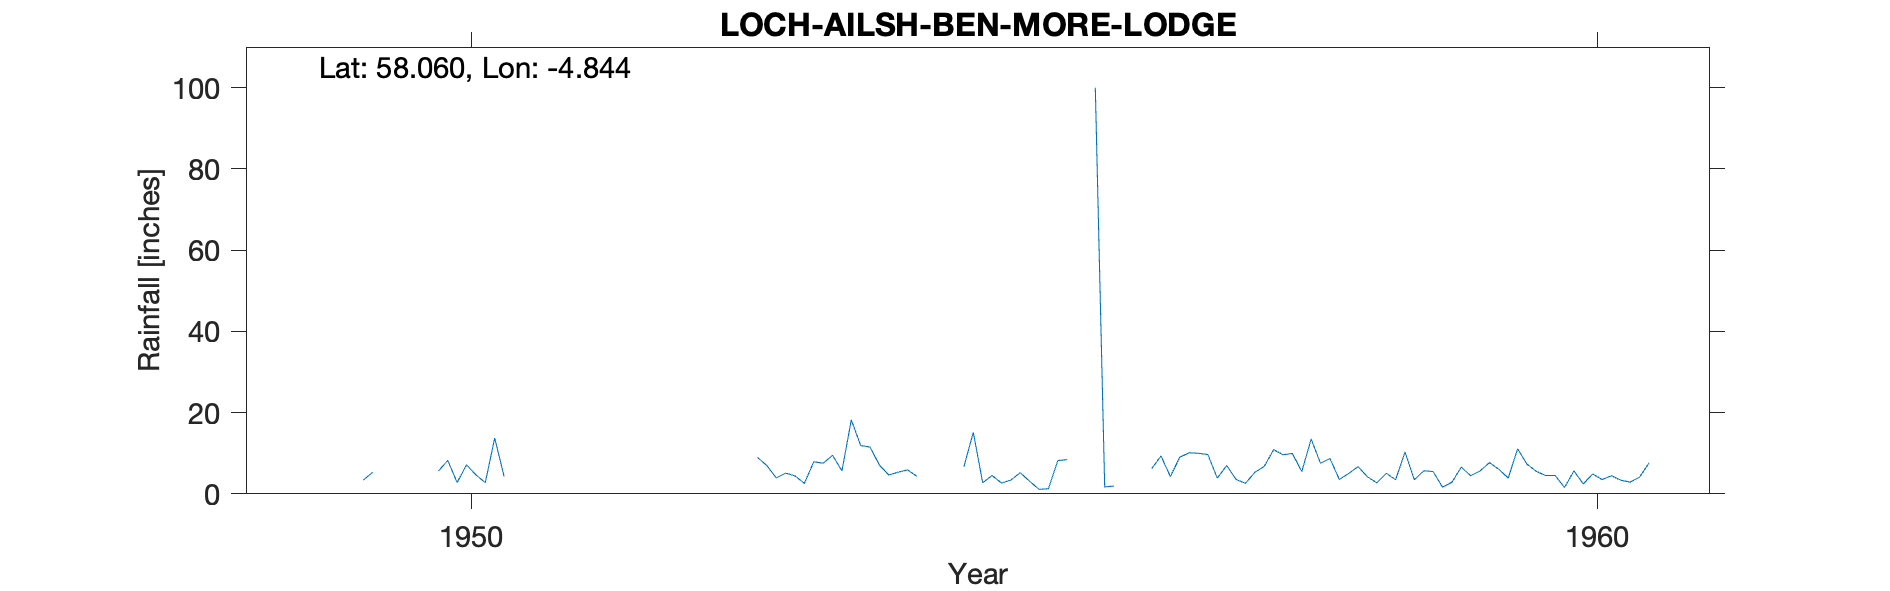 LOCH-AILSH-BEN-MORE-LODGE
Lat: 58.060, Lon: -4.844
100
80
60
40
20
0
Rainfall [inches]
1950
1960
Year